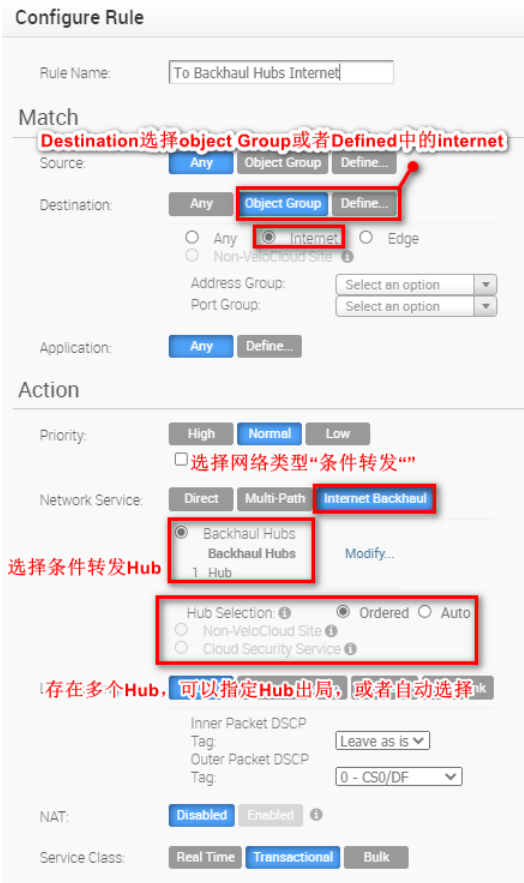 Configure Rule
Rule Name: To Backhaul Hubs Internet
Match
Destination选择object Group或者Defined中的internet
Source: Any Object Group Define...
Destination: Any Object Group Define...
Any Internet Edge
Non-VeloCloud Site
Address Group: Select an option
Port Group: Select an option
Application: Any Define...
Action
Priority: High Normal Low
选择网络类型“条件转发“”
Network Service: Direct Multi-Path Internet Backhaul
Backhaul Hubs
Backhaul Hubs Modify...
选择条件转发Hub
1 Hub
Hub Selection: Ordered Auto
Non-VeloCloud Site
Cloud Security Service
存在多个Hub，可以指定Hub出局，或者自动选择
Inner Packet DSCP
Tag: Leave as is
Outer Packet DSCP
Tag: 0 - CS0/DF
NAT: Disabled Enabled
Service Class: Real Time Transactional Bulk